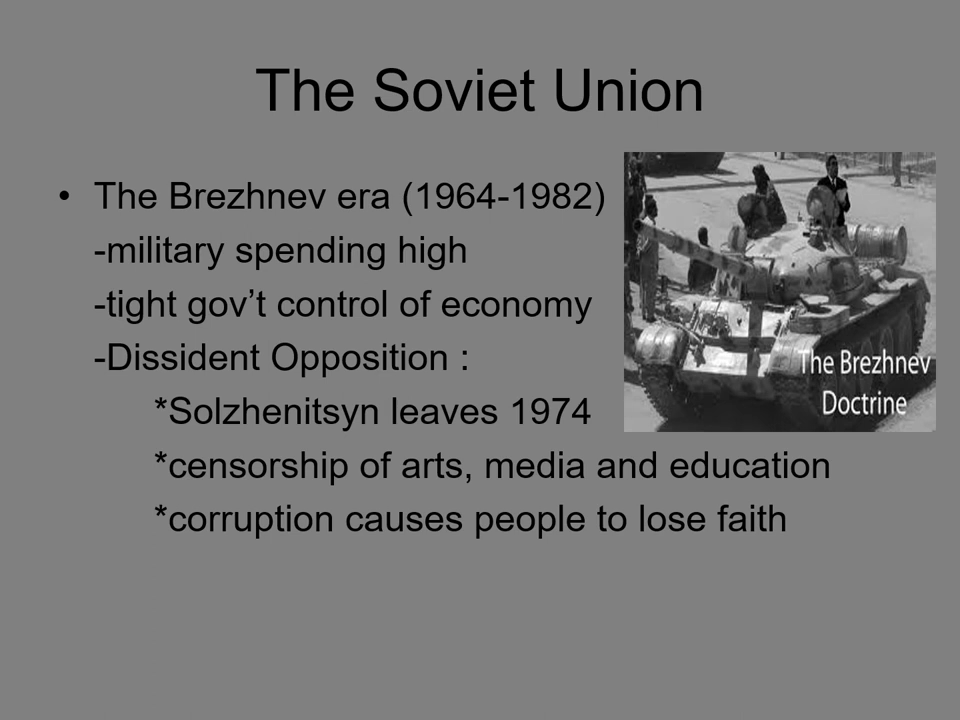 The Soviet Union
• The Brezhnev era (1964-1982)
-military spending high
-tight gov’t control of economy
-Dissident Opposition :
*Solzhenitsyn leaves 1974
*censorship of arts, media and education
*corruption causes people to lose faith
The Brezhnev
Doctrine